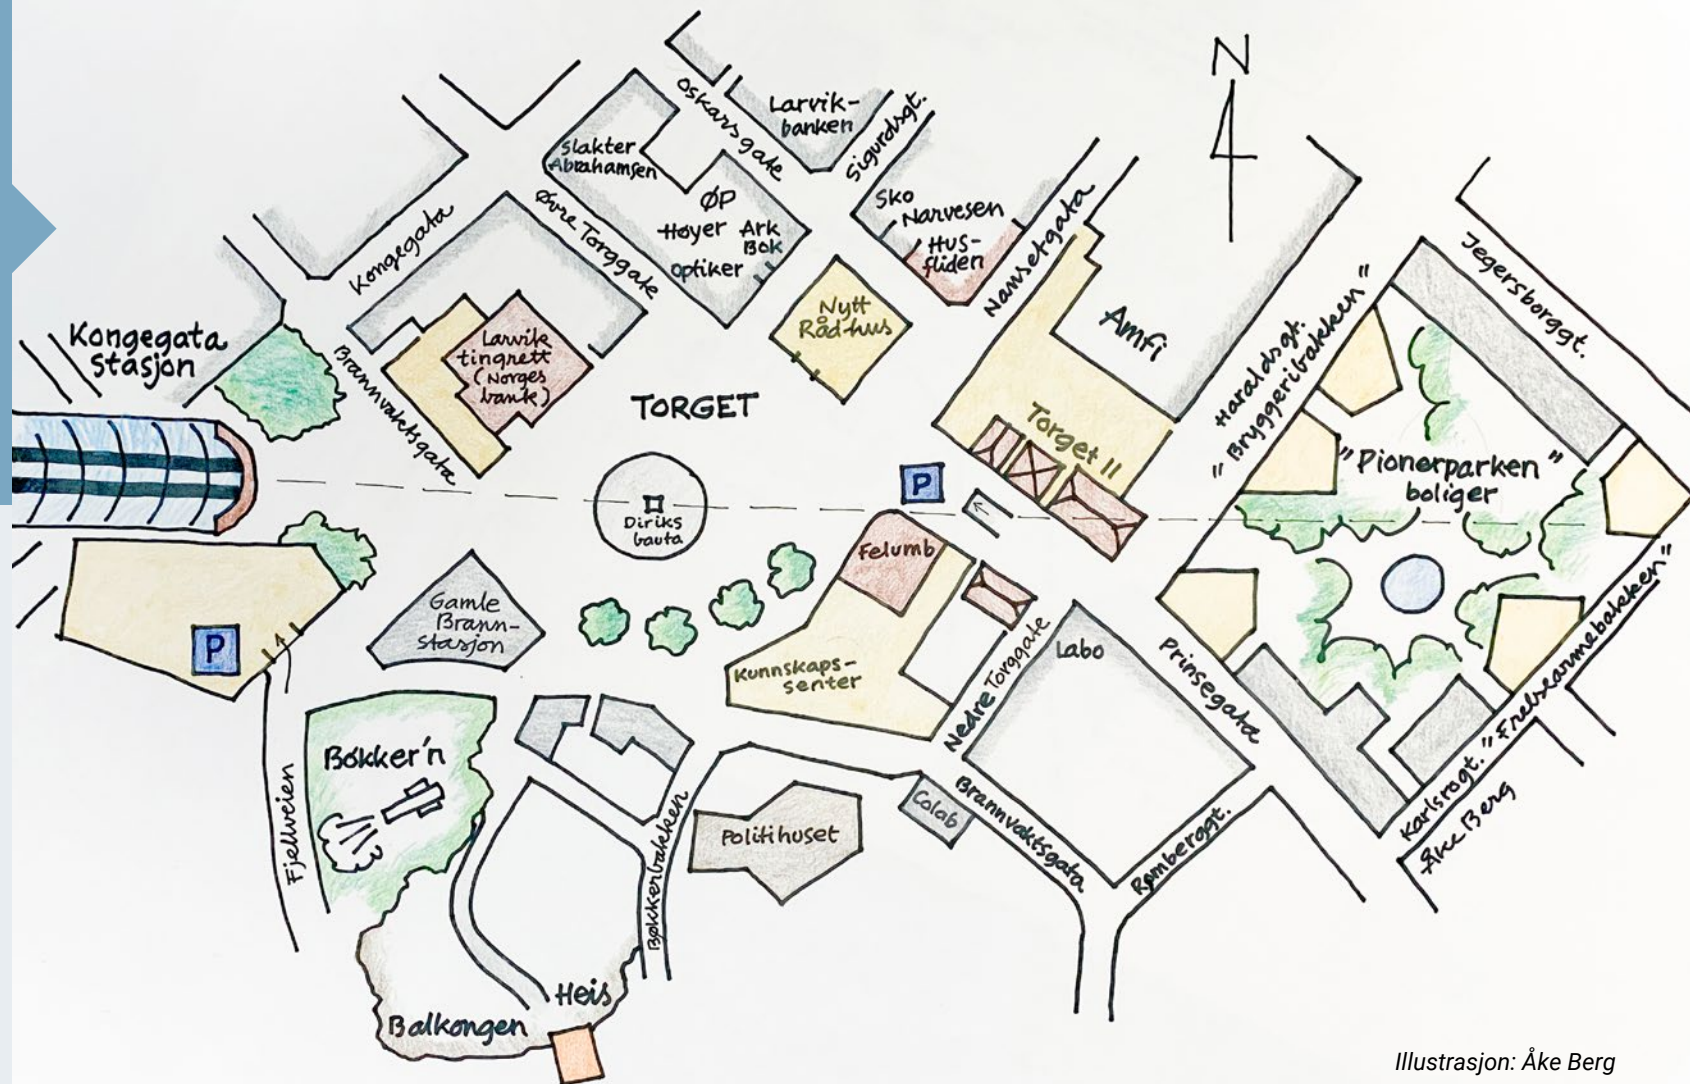 N
Oskarsgate
Larvik-
banken
Sigurdsgt.
Slakter
Abrahamsen
ØP
Høyer
Ark
Bok
optiker
Sko
Narvesen
Hus-
fliden
Nansetgata
Kongegata
Øvre Torggate
Nytt
Rådhus
Amfi
Haraldsgt.
"Bryggeribakken"
Jegersborggt.
Kongegata
stasjon
Brannvaktsgata
Larvik
tingrett
(Norges
bank)
TORGET
Torget 11
"Pionerparken"
boliger
P
Diriks
bauta
Felumb
Gamle
Brann-
stasjon
P
Kunnskaps-
senter
Nedre Torggate
Labo
Prinsegata
Karlsrogt. "Frelsearmebakken"
Bøkker'n
Fjellveien
Bøkkerbakken
Politihuset
Colab
Brannvaktsgata
Rømberggt.
Åke Berg
Heis
Balkongen
Illustrasjon: Åke Berg